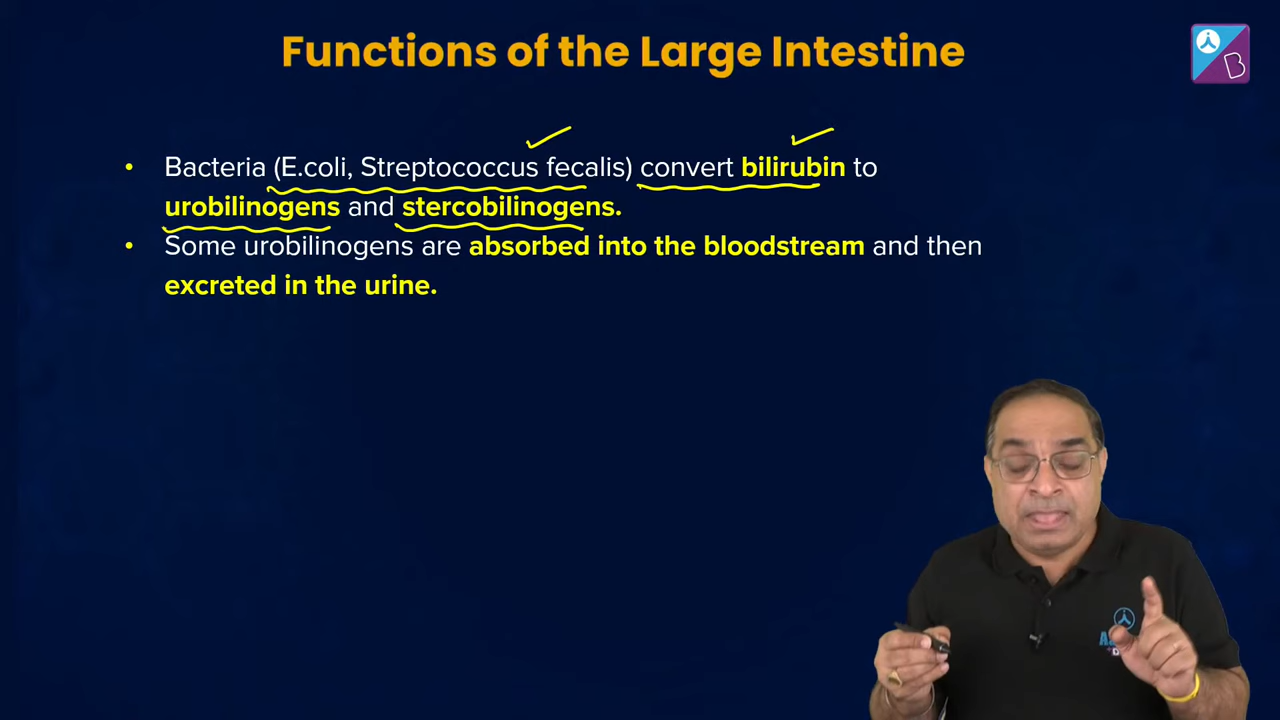 Functions of the Large Intestine
• Bacteria (E.coli, Streptococcus fecalis) convert bilirubin to
urobilinogens and stercobilinogens.
• Some urobilinogens are absorbed into the bloodstream and then
excreted in the urine.